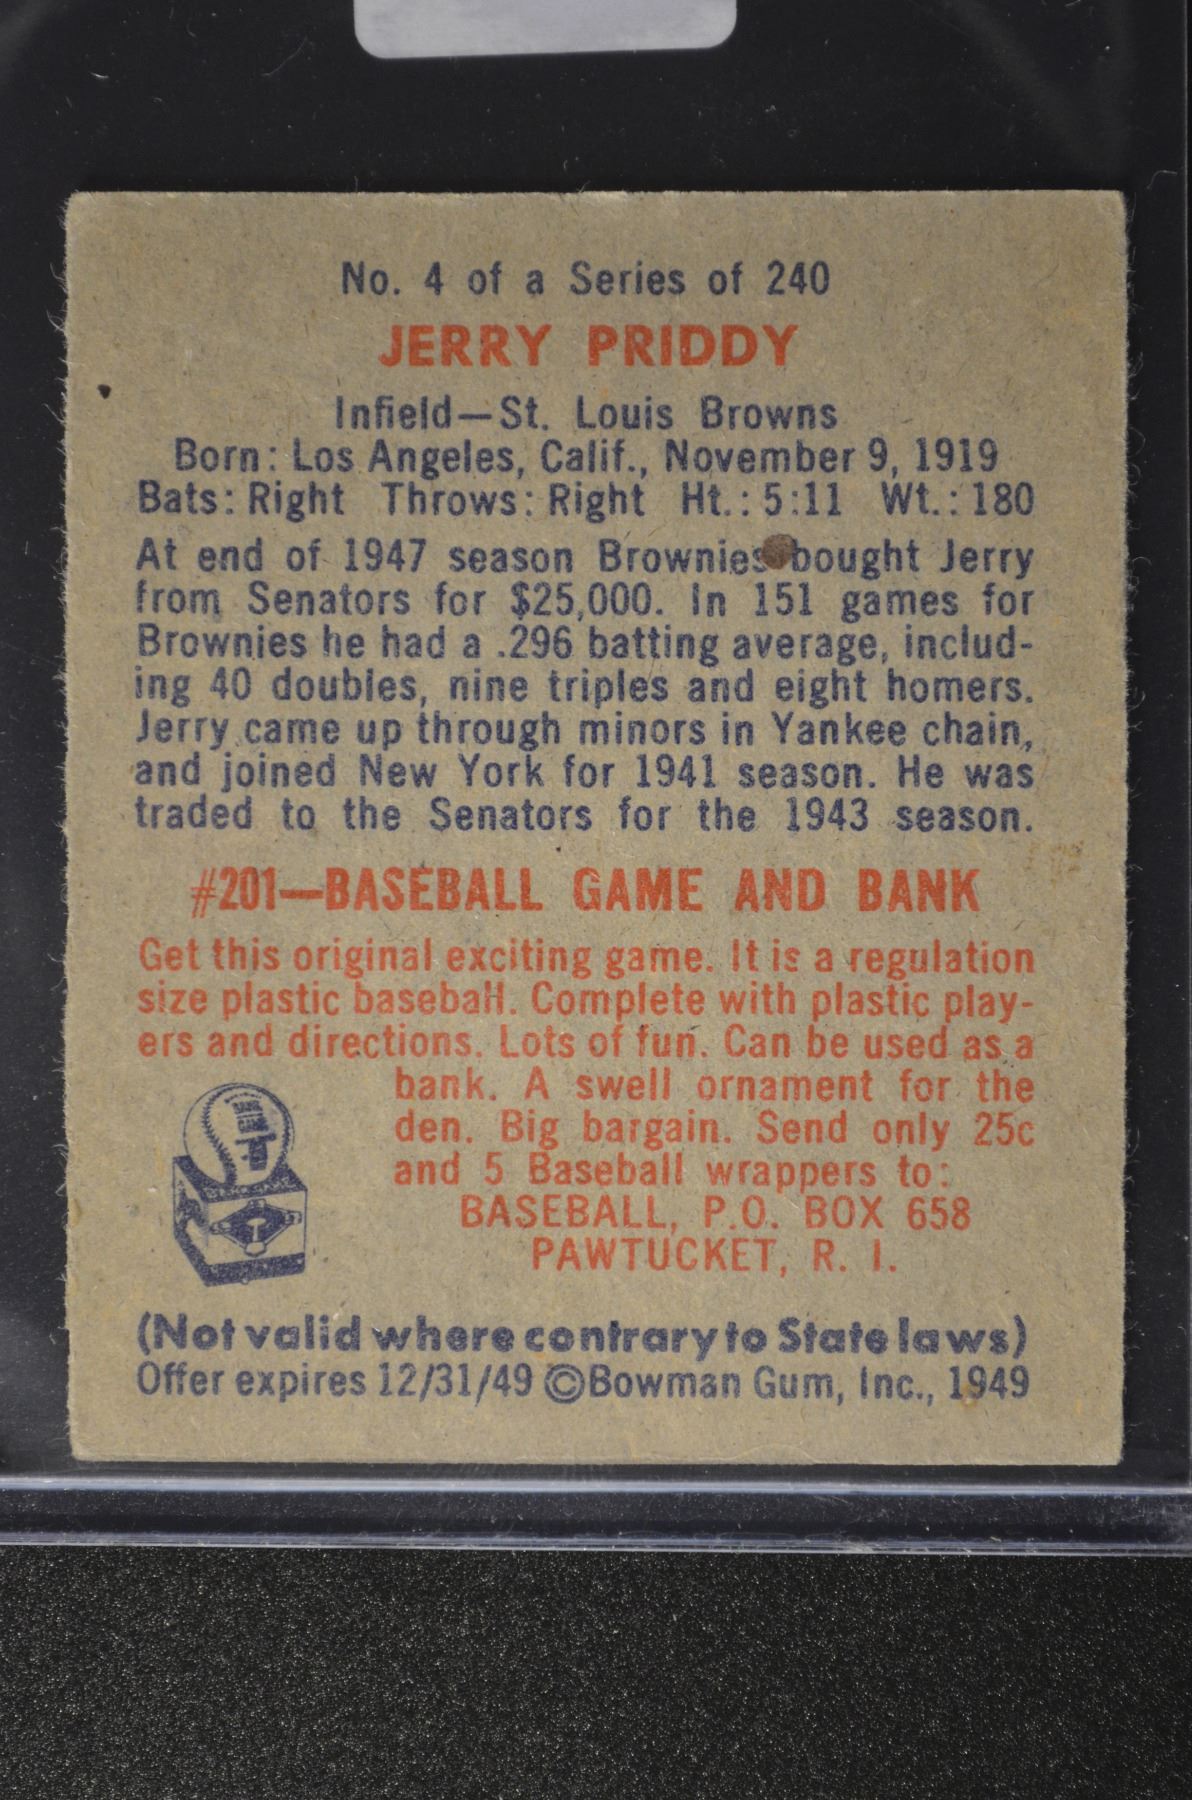 No. 4 of a Series of 240
JERRY PRIDDY
Infield—St. Louis Browns
Born: Los Angeles, Calif., November 9, 1919
Bats: Right Throws: Right Ht.: 5:11 Wt.: 180
At end of 1947 season Brownies bought Jerry
from Senators for $25,000. In 151 games for
Brownies he had a .296 batting average, includ-
ing 40 doubles, nine triples and eight homers.
Jerry came up through minors in Yankee chain,
and joined New York for 1941 season. He was
traded to the Senators for the 1943 season.
#201—BASEBALL GAME AND BANK
Get this original exciting game. It is a regulation
size plastic baseball. Complete with plastic play-
ers and directions. Lots of fun. Can be used as a
bank. A swell ornament for the
den. Big bargain. Send only 25c
and 5 Baseball wrappers to:
BASEBALL, P.O. BOX 658
PAWTUCKET, R. I.
(Not valid where contrary to State laws)
Offer expires 12/31/49 ©Bowman Gum, Inc., 1949